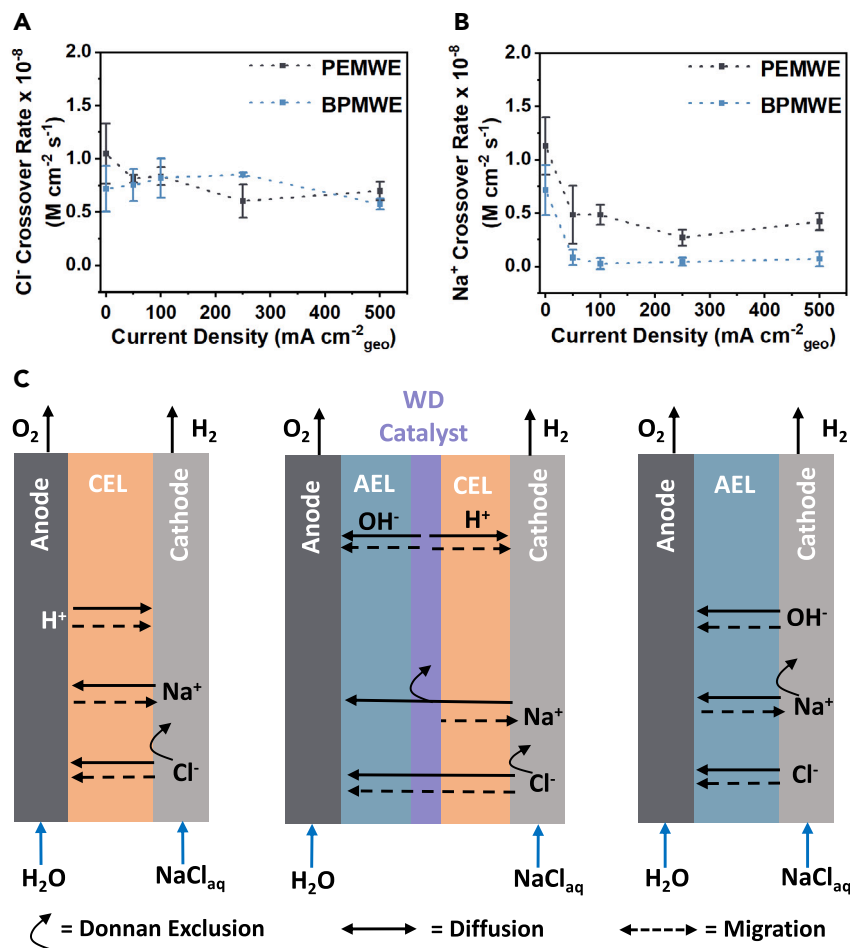 A
Cl- Crossover Rate x 10-8
(M cm-2 s-1)
2.0
1.5
1.0
0.5
0.0
PEMWE
BPMWE
0 100 200 300 400 500
Current Density (mA cm-2geo)
B
Na+ Crossover Rate x 10-8
(M cm-2 s-1)
2.0
1.5
1.0
0.5
0.0
PEMWE
BPMWE
0 100 200 300 400 500
Current Density (mA cm-2geo)
C
O2
H2
Anode
CEL
Cathode
H+
Na+
Cl-
H2O
NaClaq
WD
Catalyst
O2
H2
Anode
AEL
CEL
Cathode
OH-
H+
Na+
Cl-
H2O
NaClaq
O2
H2
Anode
AEL
Cathode
OH-
Na+
Cl-
H2O
NaClaq
= Donnan Exclusion
= Diffusion
= Migration